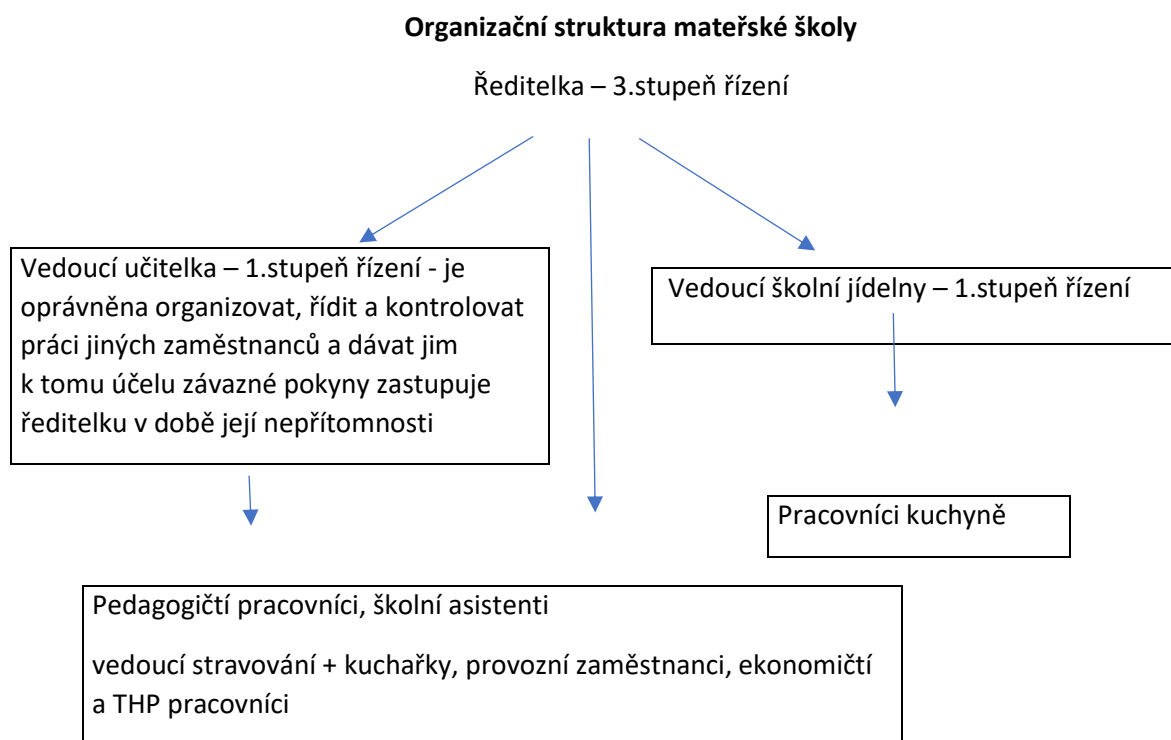 Organizační struktura mateřské školy
Ředitelka – 3.stupeň řízení
Vedoucí učitelka – 1.stupeň řízení - je
oprávněna organizovat, řídit a kontrolovat
práci jiných zaměstnanců a dávat jim
k tomu účelu závazné pokyny zastupuje
ředitelku v době její nepřítomnosti
Vedoucí školní jídelny – 1.stupeň řízení
Pracovníci kuchyně
Pedagogičtí pracovníci, školní asistenti
vedoucí stravování + kuchařky, provozní zaměstnanci, ekonomičtí
a THP pracovníci